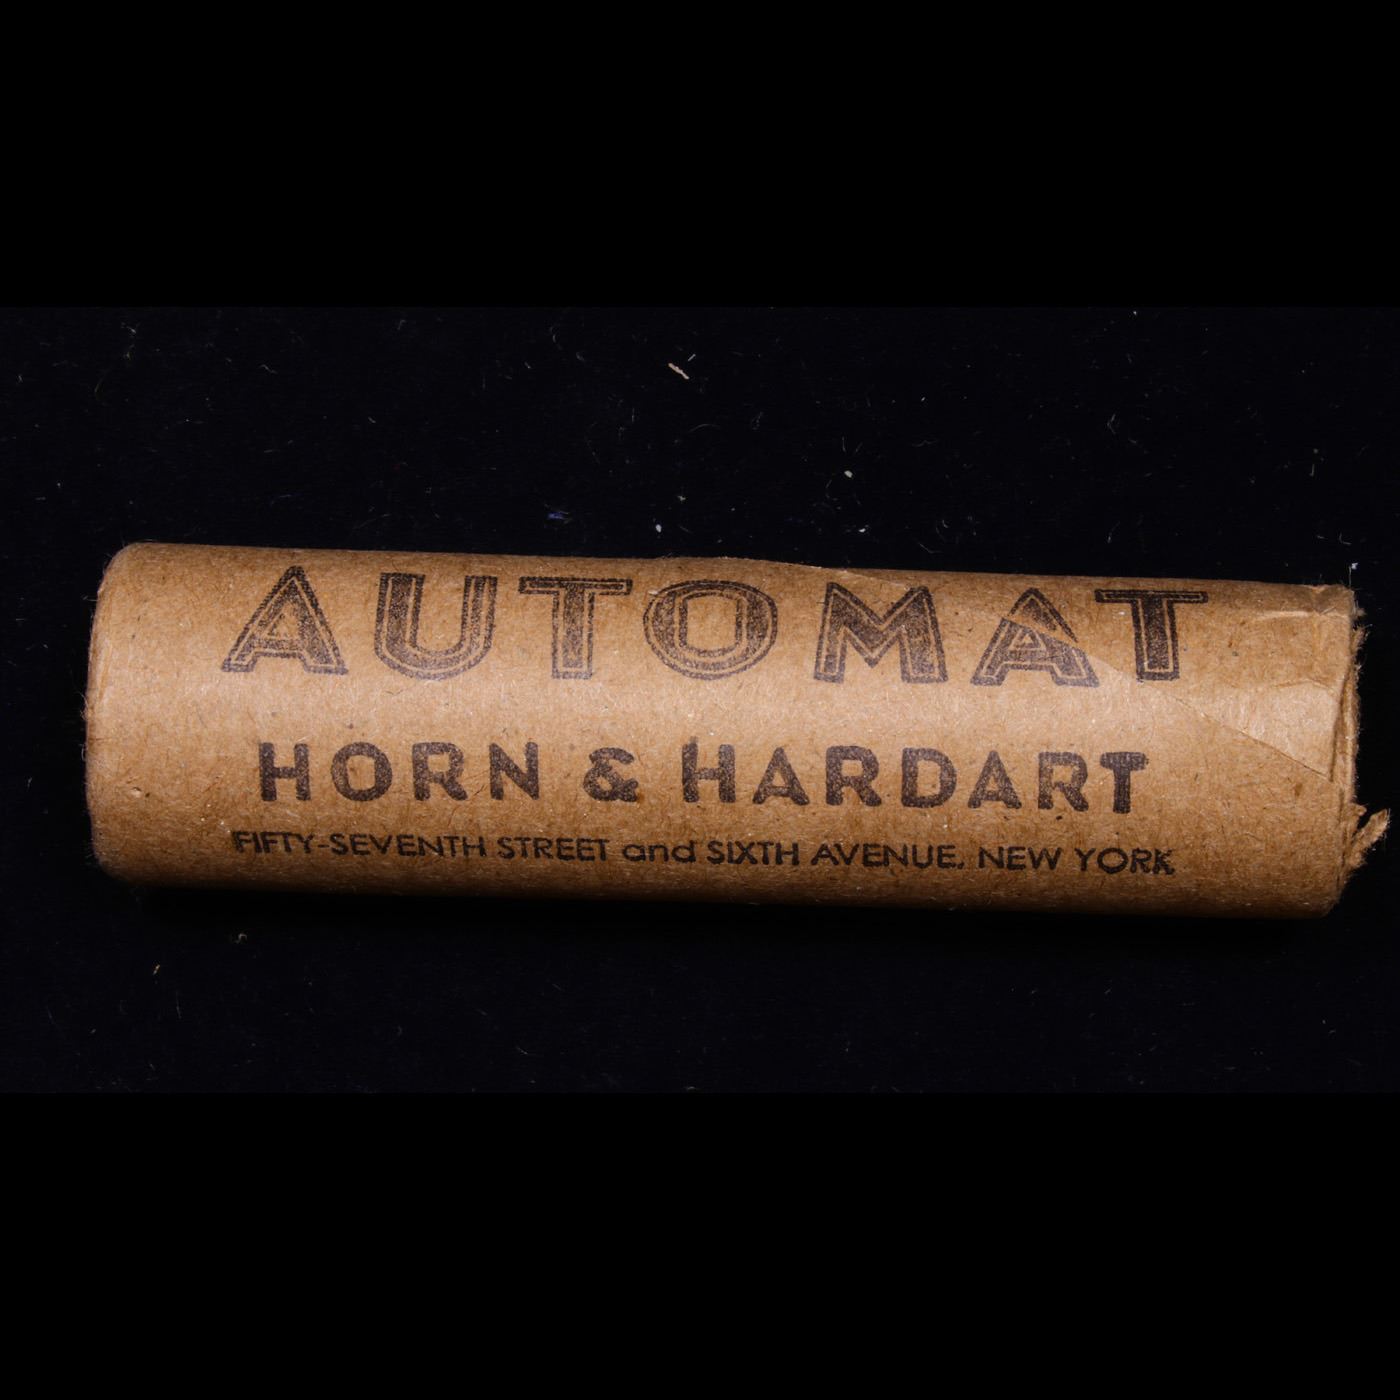 AUTOMAT
HORN & HARDART
FIFTY-SEVENTH STREET and SIXTH AVENUE, NEW YORK